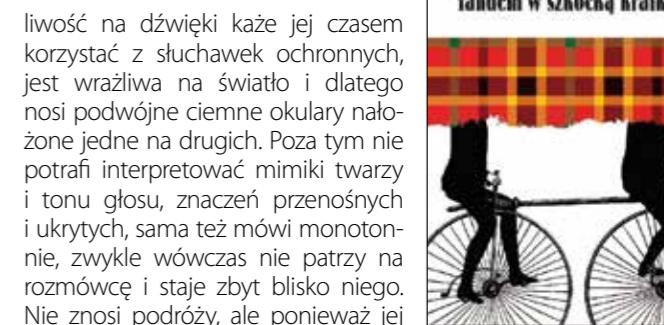 Tandem w szkocką kratkę
liwość na dźwięki każe jej czasem
korzystać z słuchawek ochronnych,
jest wrażliwa na światło i dlatego
nosi podwójne ciemne okulary nało-
żone jedne na drugich. Poza tym nie
potrafi interpretować mimiki twarzy
i tonu głosu, znaczeń przenośnych
i ukrytych, sama też mówi monoton-
nie, zwykle wówczas nie patrzy na
rozmówcę i staje zbyt blisko niego.
Nie znosi podróży, ale ponieważ jej